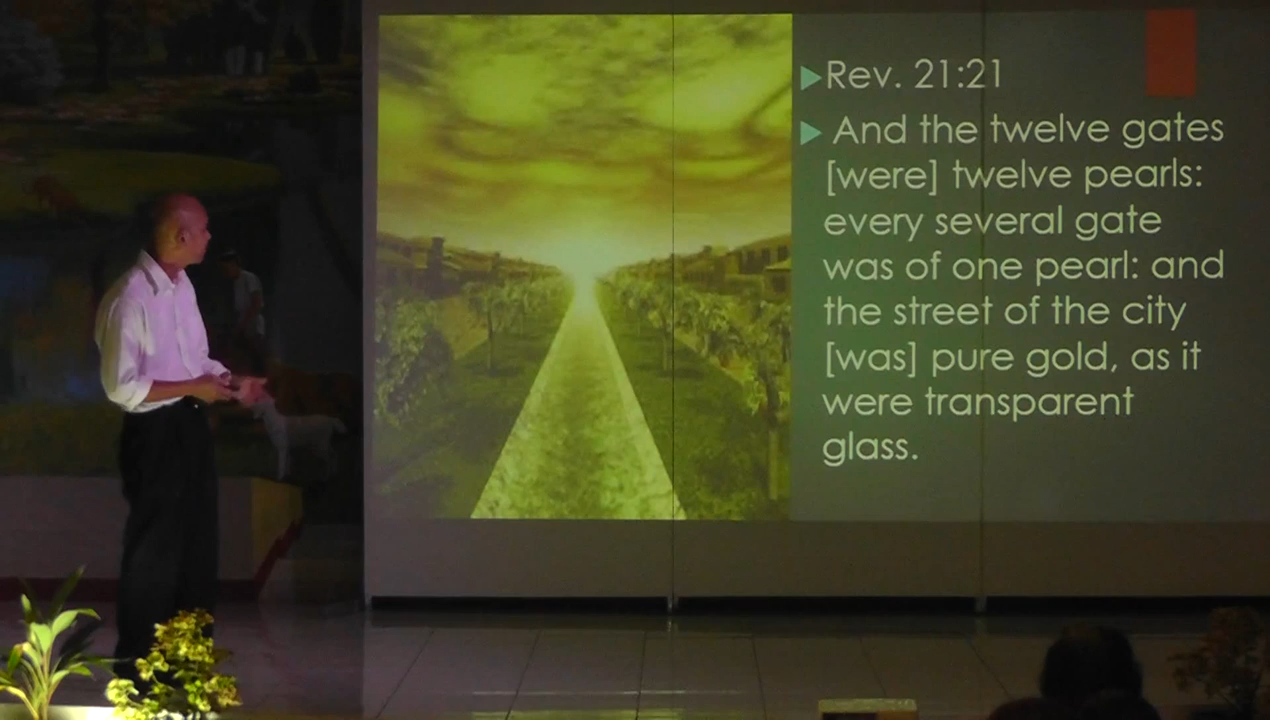 Rev. 21:21
And the twelve gates
[were] twelve pearls:
every several gate
was of one pearl: and
the street of the city
[was] pure gold, as it
were transparent
glass.